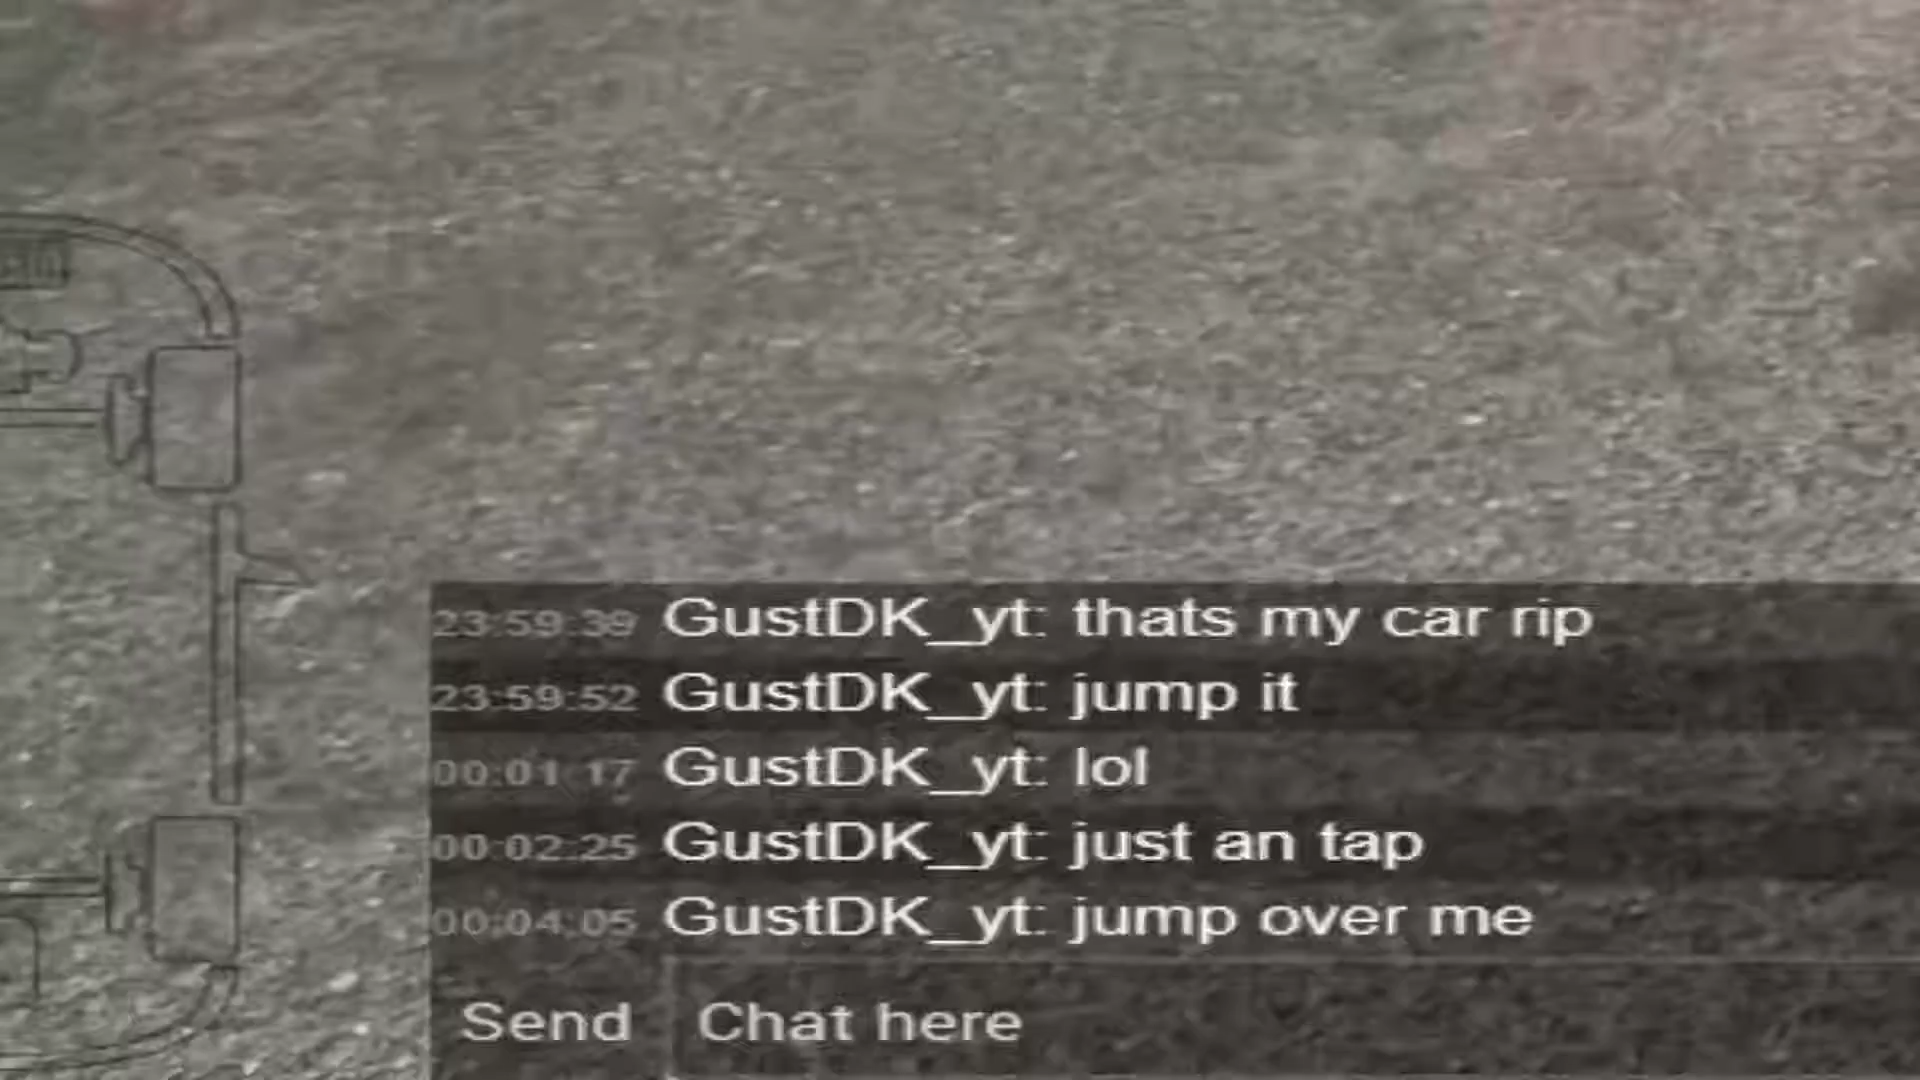 23:59:39 GustDK_yt: thats my car rip
23:59:52 GustDK_yt: jump it
00:01:17 GustDK_yt: lol
00:02:25 GustDK_yt: just an tap
00:04:05 GustDK_yt: jump over me
Send Chat here